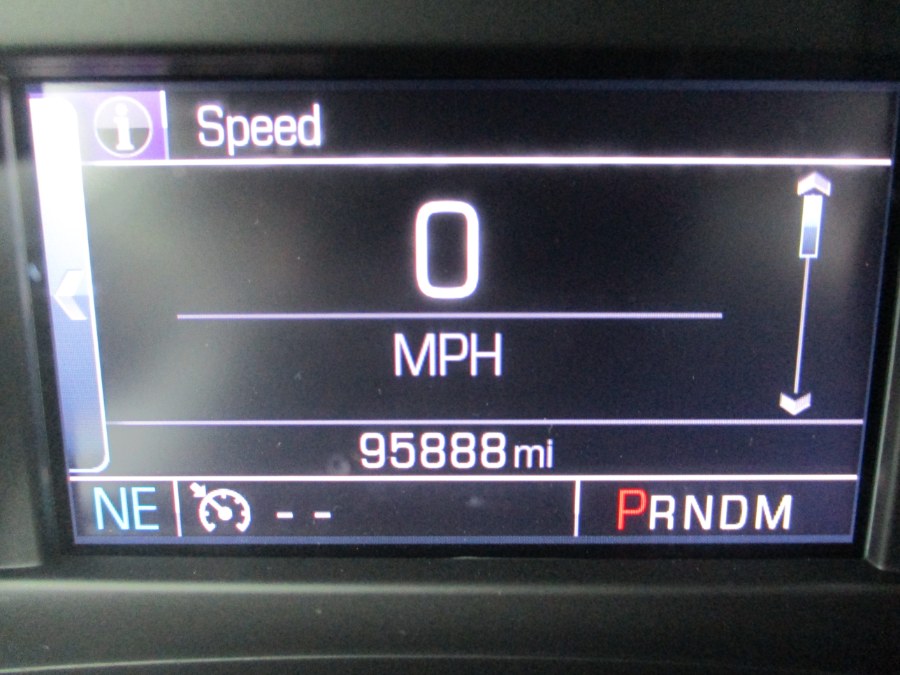 i Speed
0
MPH
95888 mi
NE -- PRNDM